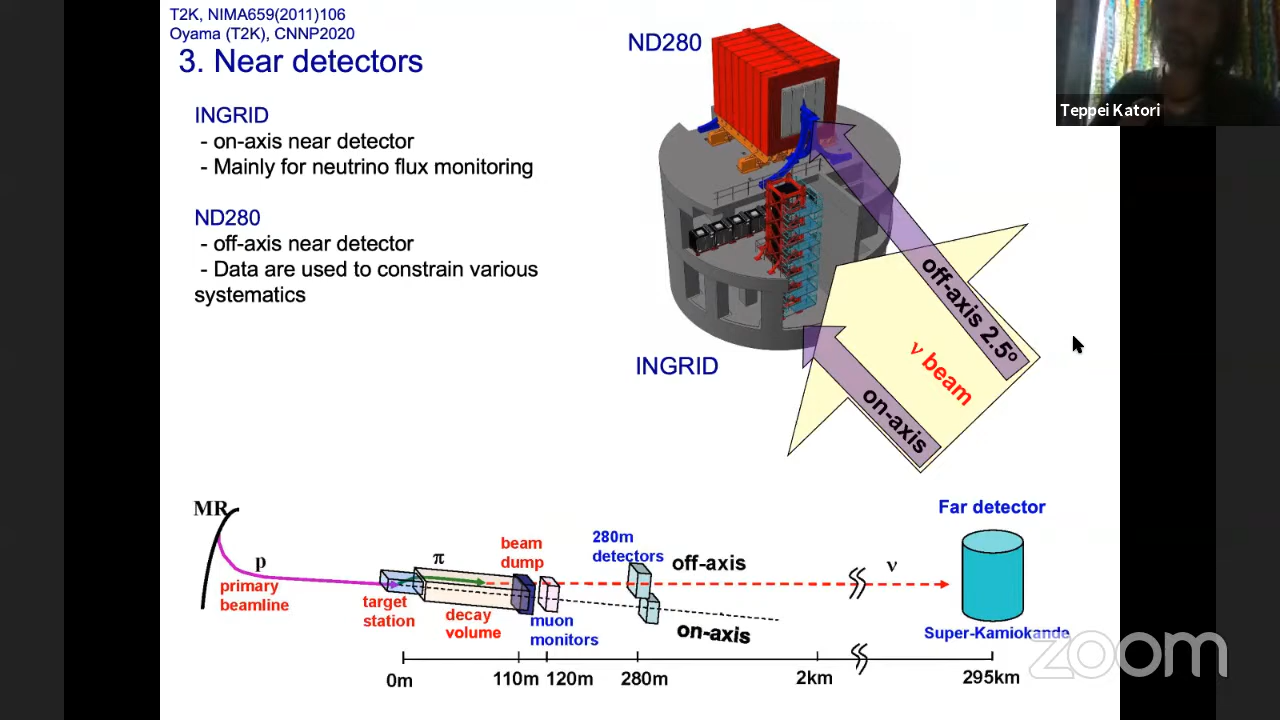 T2K, NIMA659(2011)106
Oyama (T2K), CNNP2020
3. Near detectors
INGRID
- on-axis near detector
- Mainly for neutrino flux monitoring
ND280
- off-axis near detector
- Data are used to constrain various
systematics
ND280
INGRID
off-axis 2.5º
ν beam
on-axis
Teppei Katori
MR
p
primary
beamline
target
station
π
decay
volume
beam
dump
muon
monitors
280m
detectors
off-axis
on-axis
ν
Far detector
Super-Kamiokande
0m
110m
120m
280m
2km
295km
zoom